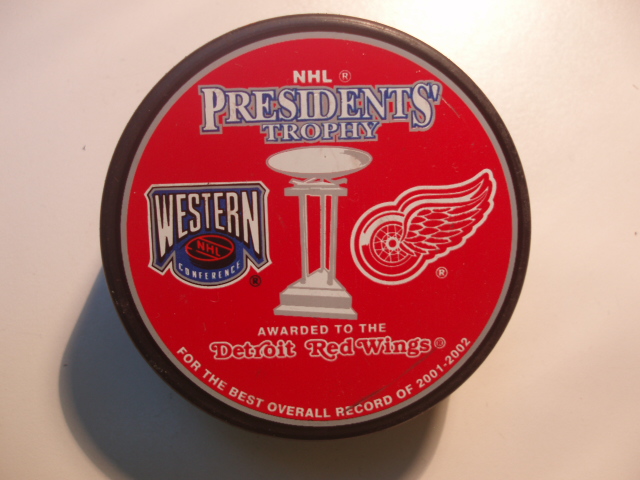 NHL ®
PRESIDENTS'
TROPHY
WESTERN
NHL
CONFERENCE
®
®
AWARDED TO THE
Detroit Red Wings ®
FOR THE BEST OVERALL RECORD OF 2001-2002